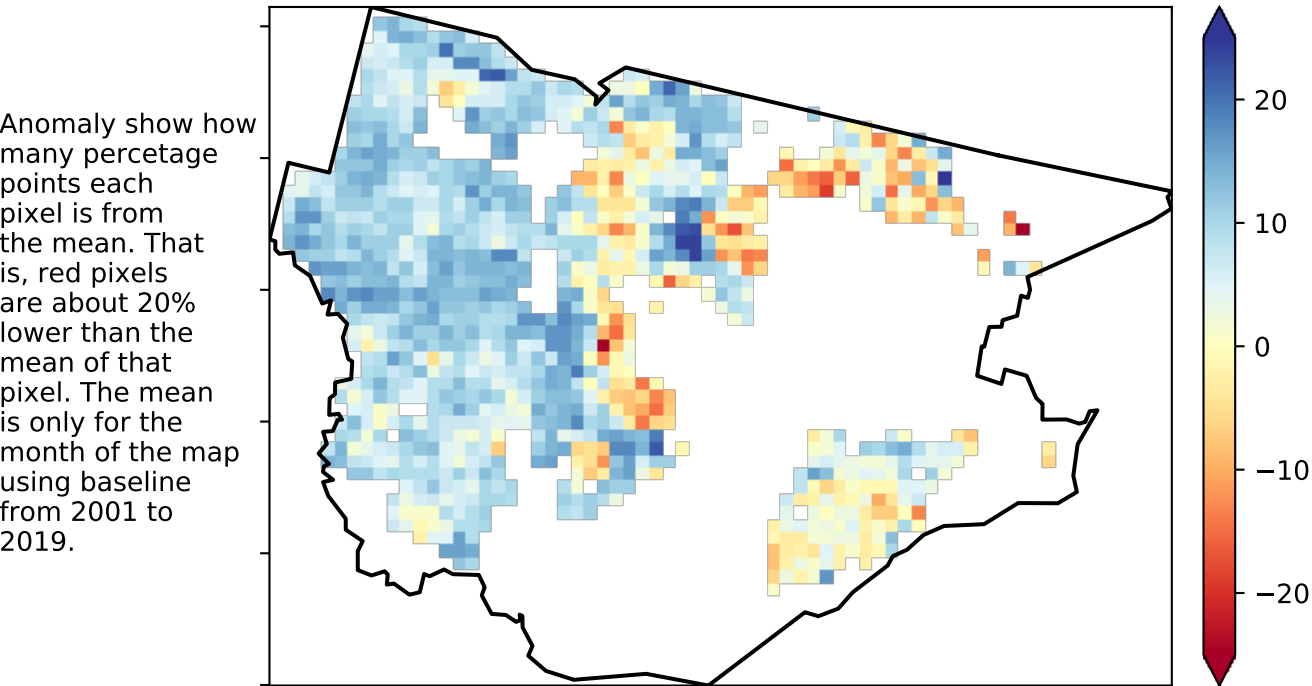 Anomaly show how
many percetage
points each
pixel is from
the mean. That
is, red pixels
are about 20%
lower than the
mean of that
pixel. The mean
is only for the
month of the map
using baseline
from 2001 to
2019.
20
10
0
−10
−20